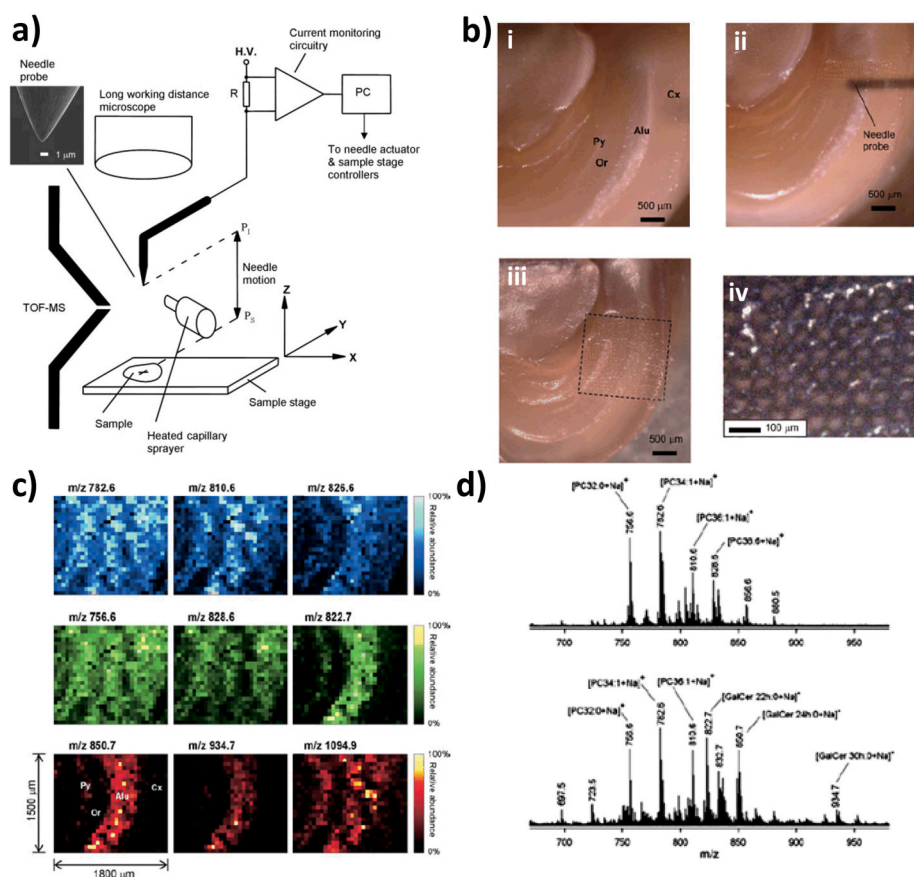 a)
Needle
probe
1 µm
Long working distance
microscope
H.V.
R
Current monitoring
circuitry
PC
To needle actuator
& sample stage
controllers
P_I
Needle
motion
P_S
TOF-MS
Z
Y
X
Sample
Heated capillary
sprayer
Sample stage
b)
i
Cx
Alu
Py
Or
500 µm
ii
Needle
probe
500 µm
iii
500 µm
iv
100 µm
c)
m/z 782.6
m/z 810.6
m/z 826.6
100%
Relative abundance
0%
m/z 756.6
m/z 828.6
m/z 822.7
100%
Relative abundance
0%
m/z 850.7
m/z 934.7
m/z 1094.9
Py
Alu
Cx
Or
100%
Relative abundance
0%
1500 µm
1800 µm
d)
[PC32:0+Na]+
[PC34:1+Na]+
[PC36:1+Na]+
756.6
782.6
810.6
828.6
856.6
880.5
700
750
800
850
900
950
[PC34:1+Na]+
[PC36:1+Na]+
[GalCer 22h:0+Na]+
[PC32:0+Na]+
[GalCer 24h:0+Na]+
[GalCer 30h:0+Na]+
697.5
723.5
756.6
782.6
810.6
822.7
832.7
850.7
934.7
700
750
800
850
900
950
m/z